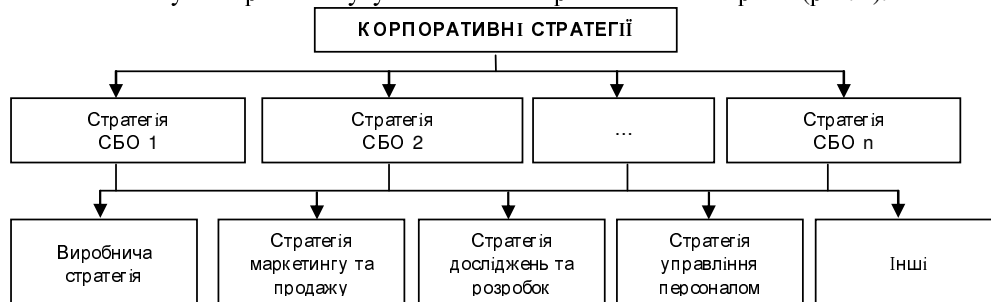 КОРПОРАТИВНІ СТРАТЕГІЇ
Стратегія
СБО 1
Стратегія
СБО 2
...
Стратегія
СБО n
Виробнича
стратегія
Стратегія
маркетингу та
продажу
Стратегія
досліджень та
розробок
Стратегія
управління
персоналом
Інші